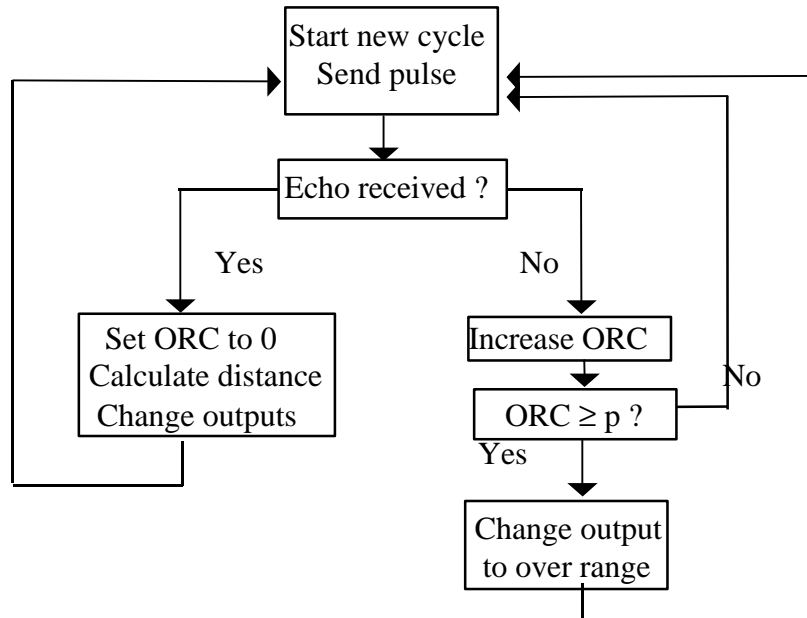 Start new cycle
Send pulse
Echo received ?
Yes
No
Set ORC to 0
Calculate distance
Change outputs
Increase ORC
No
ORC ≥ p ?
Yes
Change output
to over range